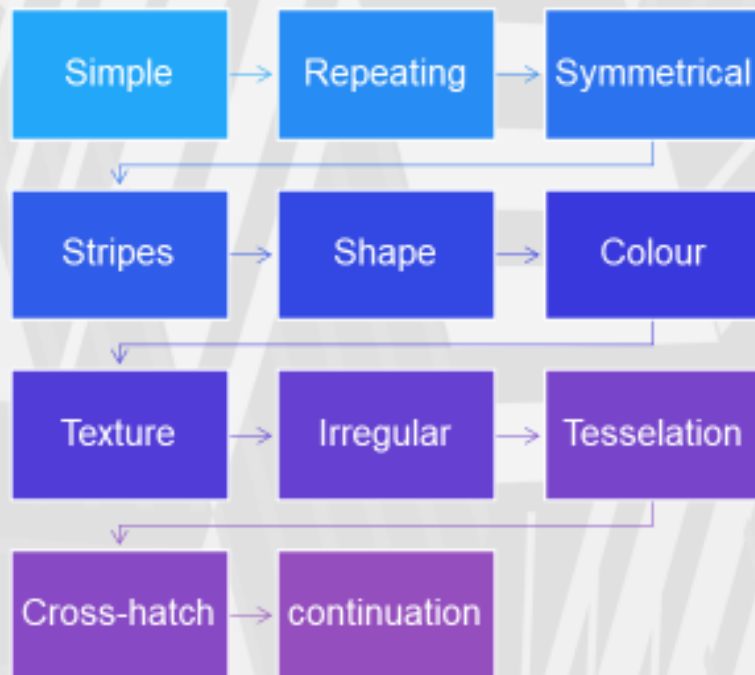 Simple
Repeating
Symmetrical
Stripes
Shape
Colour
Texture
Irregular
Tesselation
Cross-hatch
continuation